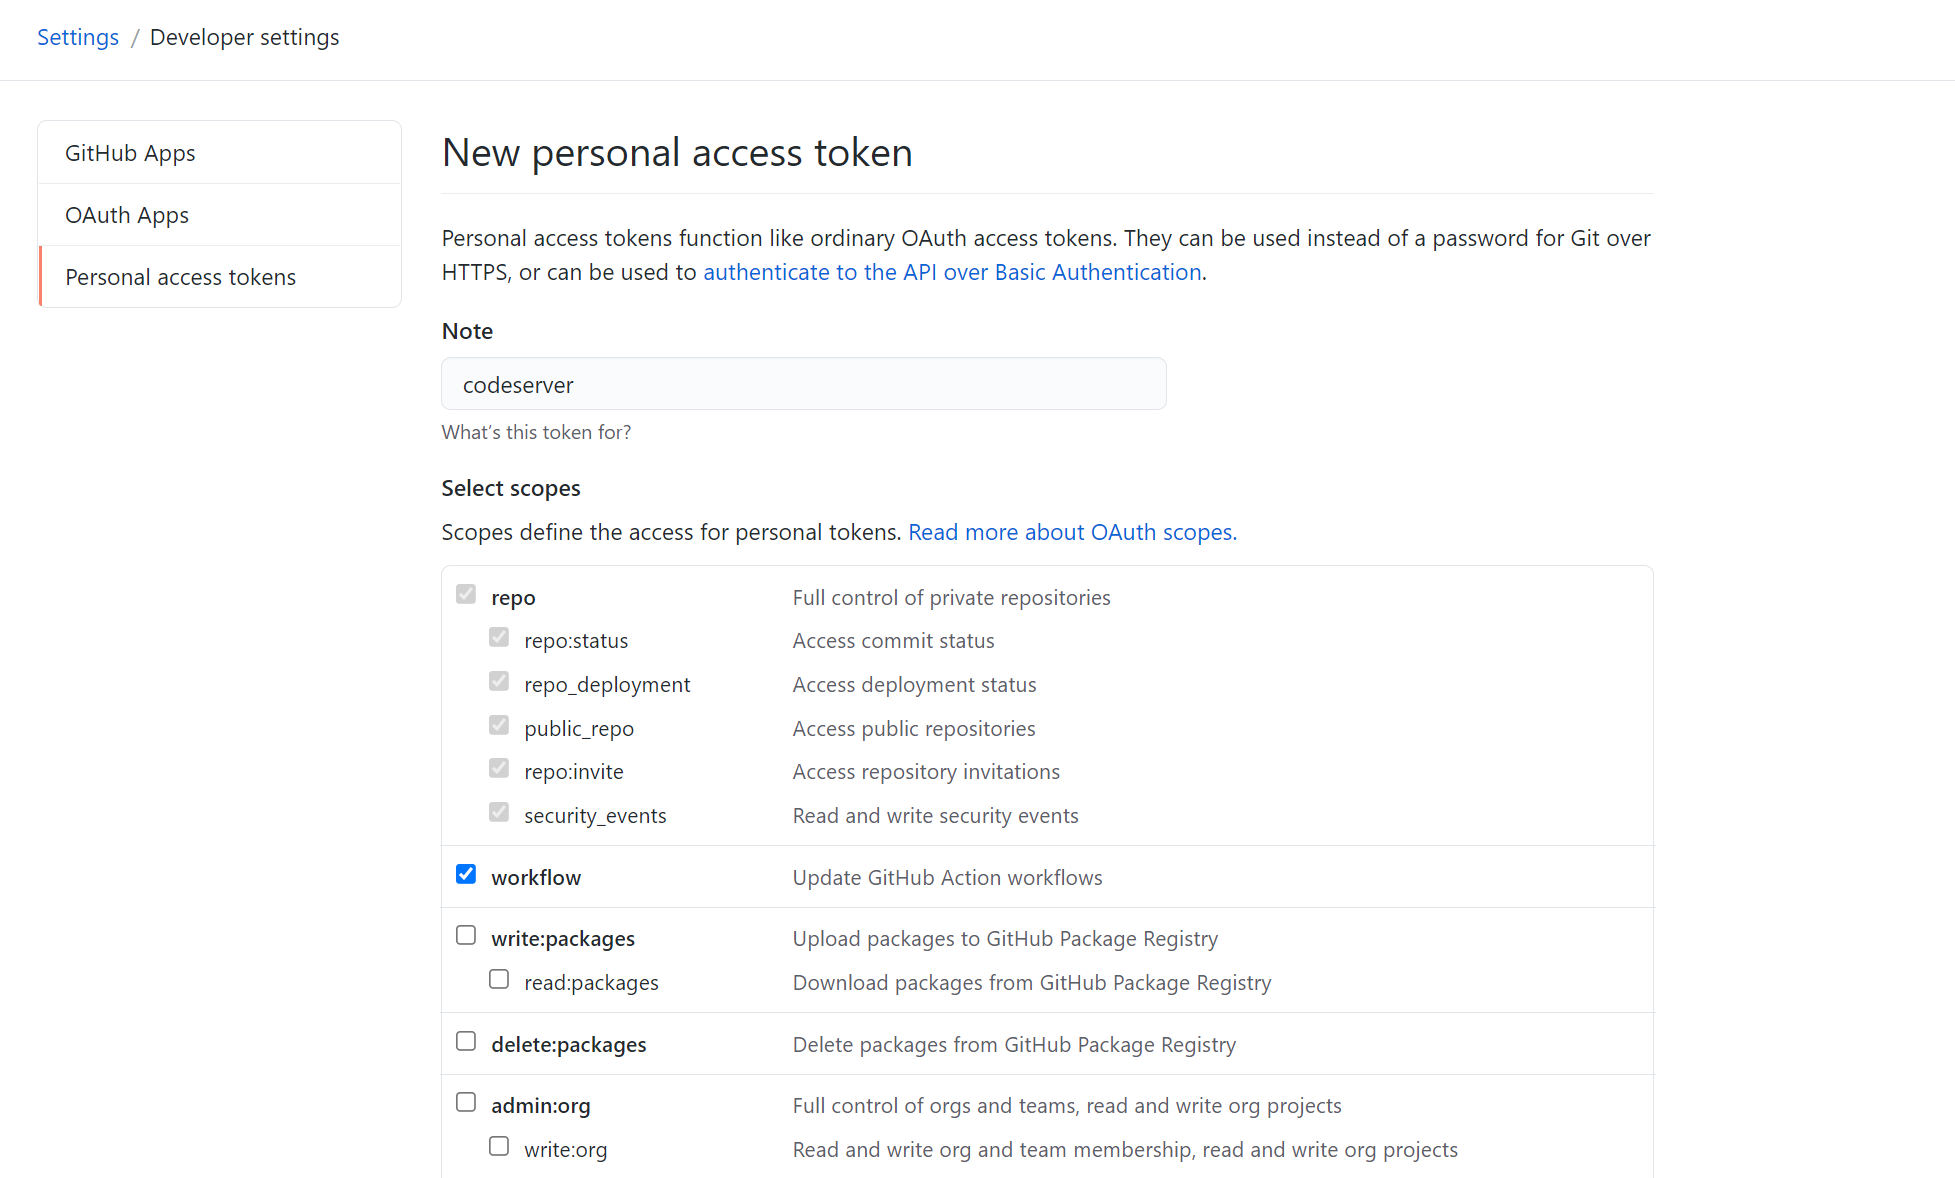 Settings / Developer settings
GitHub Apps
OAuth Apps
Personal access tokens
New personal access token
Personal access tokens function like ordinary OAuth access tokens. They can be used instead of a password for Git over
HTTPS, or can be used to authenticate to the API over Basic Authentication.
Note
codeserver
What's this token for?
Select scopes
Scopes define the access for personal tokens. Read more about OAuth scopes.
repo Full control of private repositories
repo:status Access commit status
repo_deployment Access deployment status
public_repo Access public repositories
repo:invite Access repository invitations
security_events Read and write security events
workflow Update GitHub Action workflows
write:packages Upload packages to GitHub Package Registry
read:packages Download packages from GitHub Package Registry
delete:packages Delete packages from GitHub Package Registry
admin:org Full control of orgs and teams, read and write org projects
write:org Read and write org and team membership, read and write org projects